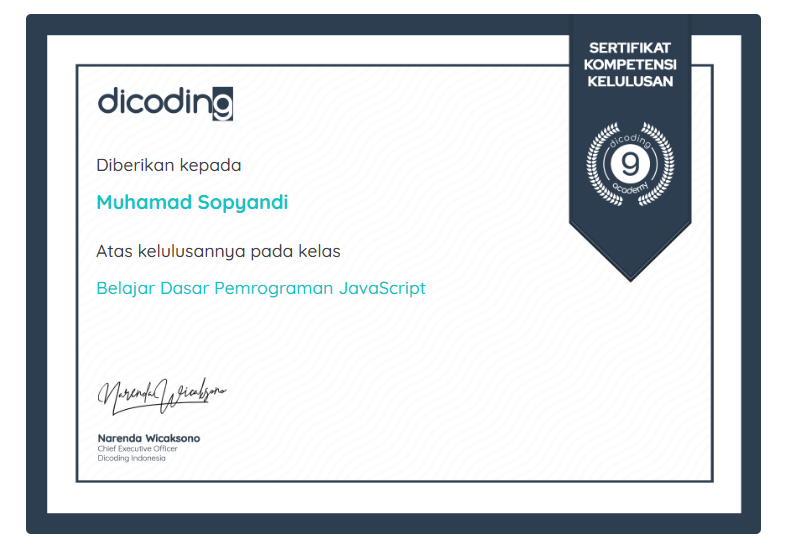 SERTIFIKAT
KOMPETENSI
KELULUSAN
dicoding
dicoding
9
academy
Diberikan kepada
Muhamad Sopyandi
Atas kelulusannya pada kelas
Belajar Dasar Pemrograman JavaScript
Narenda Wicaksono
Narenda Wicaksono
Chief Executive Officer
Dicoding Indonesia